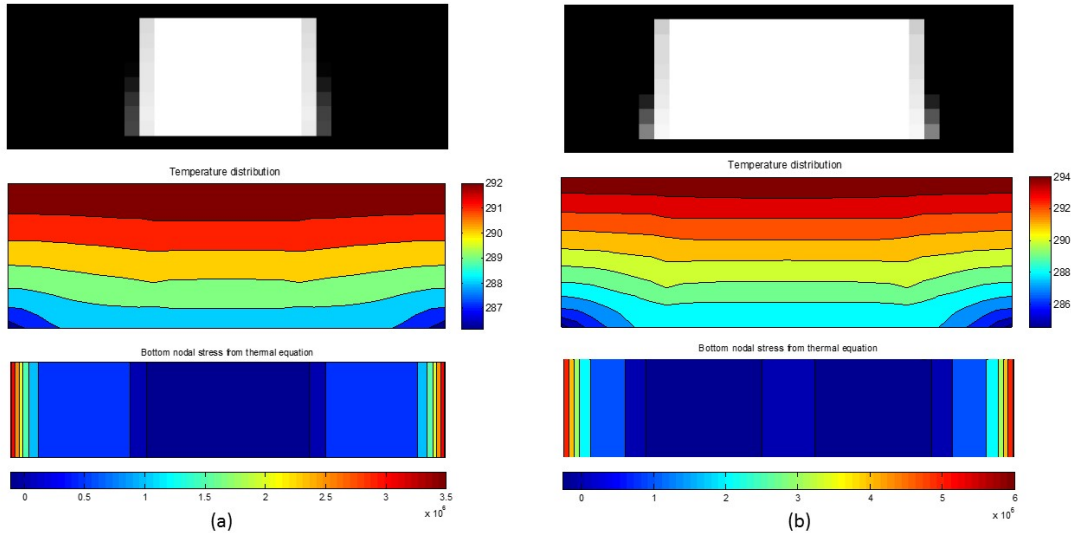 Temperature distribution
292
291
290
289
288
287
Bottom nodal stress from thermal equation
0 0.5 1 1.5 2 2.5 3 3.5
x 10^6
(a)
Temperature distribution
294
292
290
288
286
Bottom nodal stress from thermal equation
0 1 2 3 4 5 6
x 10^6
(b)